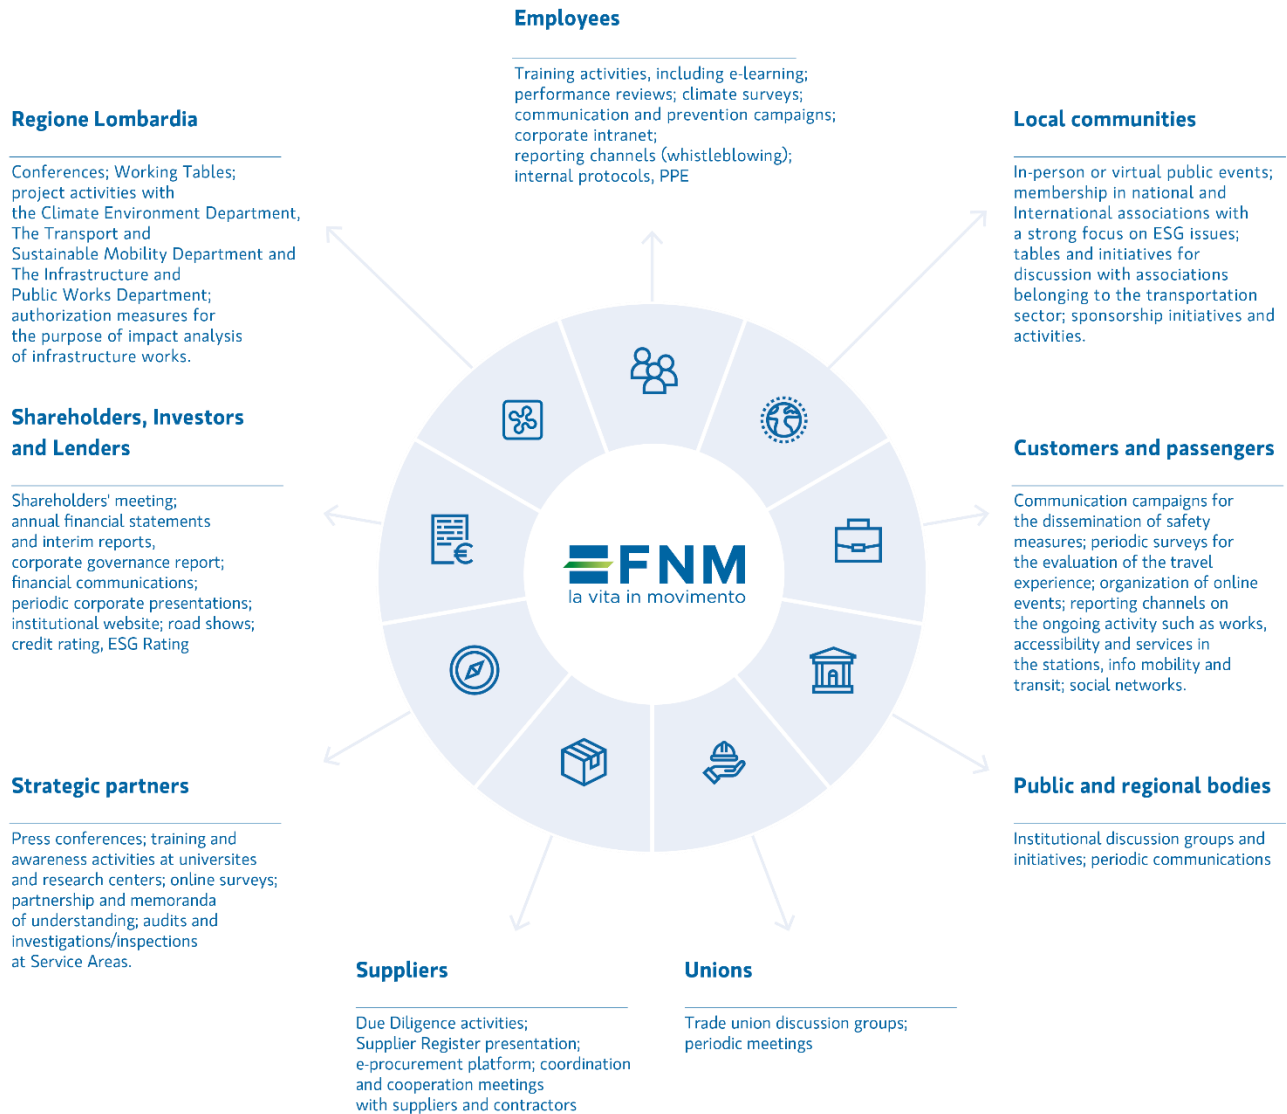 Employees
Training activities, including e-learning;
performance reviews; climate surveys;
communication and prevention campaigns;
corporate intranet;
reporting channels (whistleblowing);
internal protocols, PPE
Regione Lombardia
Conferences; Working Tables;
project activities with
the Climate Environment Department,
The Transport and
Sustainable Mobility Department and
The Infrastructure and
Public Works Department;
authorization measures for
the purpose of impact analysis
of infrastructure works.
Local communities
In-person or virtual public events;
membership in national and
International associations with
a strong focus on ESG issues;
tables and initiatives for
discussion with associations
belonging to the transportation
sector; sponsorship initiatives and
activities.
Shareholders, Investors
and Lenders
Shareholders' meeting;
annual financial statements
and interim reports,
corporate governance report;
financial communications;
periodic corporate presentations;
institutional website; road shows;
credit rating, ESG Rating
Customers and passengers
Communication campaigns for
the dissemination of safety
measures; periodic surveys for
the evaluation of the travel
experience; organization of online
events; reporting channels on
the ongoing activity such as works,
accessibility and services in
the stations, info mobility and
transit; social networks.
FNM
la vita in movimento
Strategic partners
Press conferences; training and
awareness activities at universites
and research centers; online surveys;
partnership and memoranda
of understanding; audits and
investigations/inspections
at Service Areas.
Public and regional bodies
Institutional discussion groups and
initiatives; periodic communications
Suppliers
Due Diligence activities;
Supplier Register presentation;
e-procurement platform; coordination
and cooperation meetings
with suppliers and contractors
Unions
Trade union discussion groups;
periodic meetings